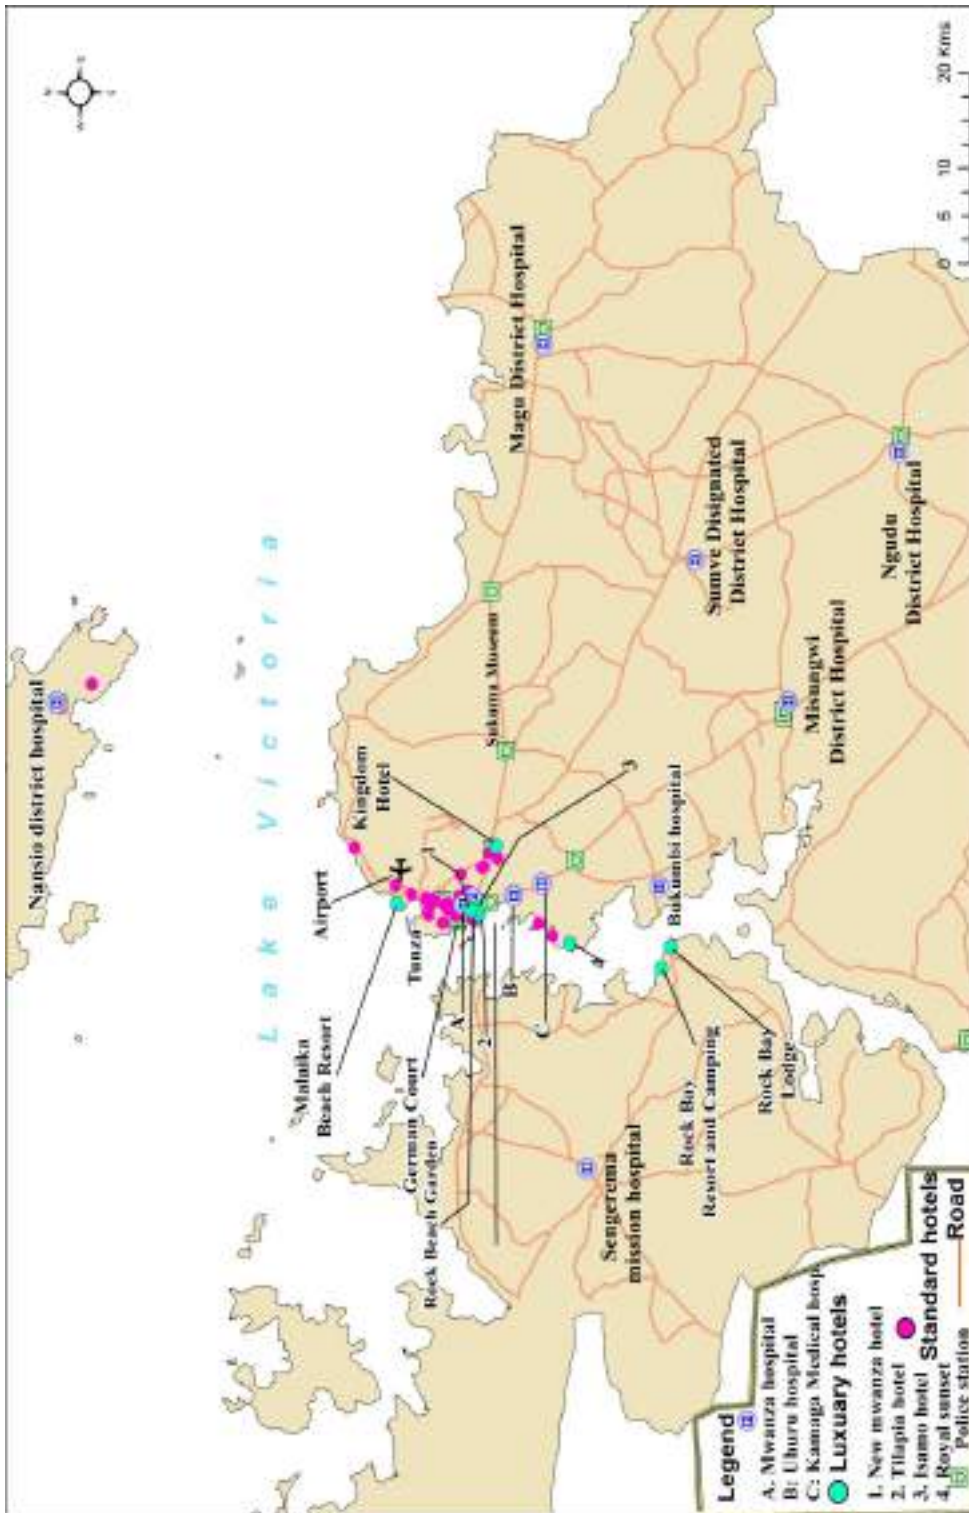 Nansio district hospital
Lake Victoria
Airport
Kingdom
Hotel
Malaika
Beach Resort
Tunza
German Court
Rock Beach Garden
Sukuma Museum
Magu District Hospital
1
A
2
B
C
3
4
Bukumbi hospital
Sengerema
mission hospital
Rock Bay
Resort and Camping
Rock Bay
Lodge
Sumve Disignated
District Hospital
Misungwi
District Hospital
Ngudu
District Hospital
0 5 10 20 Kms
Legend
A. Mwanza hospital
B: Uhuru hospital
C: Kamaga Medical hosp.
Luxuary hotels
1. New mwanza hotel
2. Tilapia hotel
3. Isamo hotel
4. Royal sunset
Standard hotels
Police station
Road